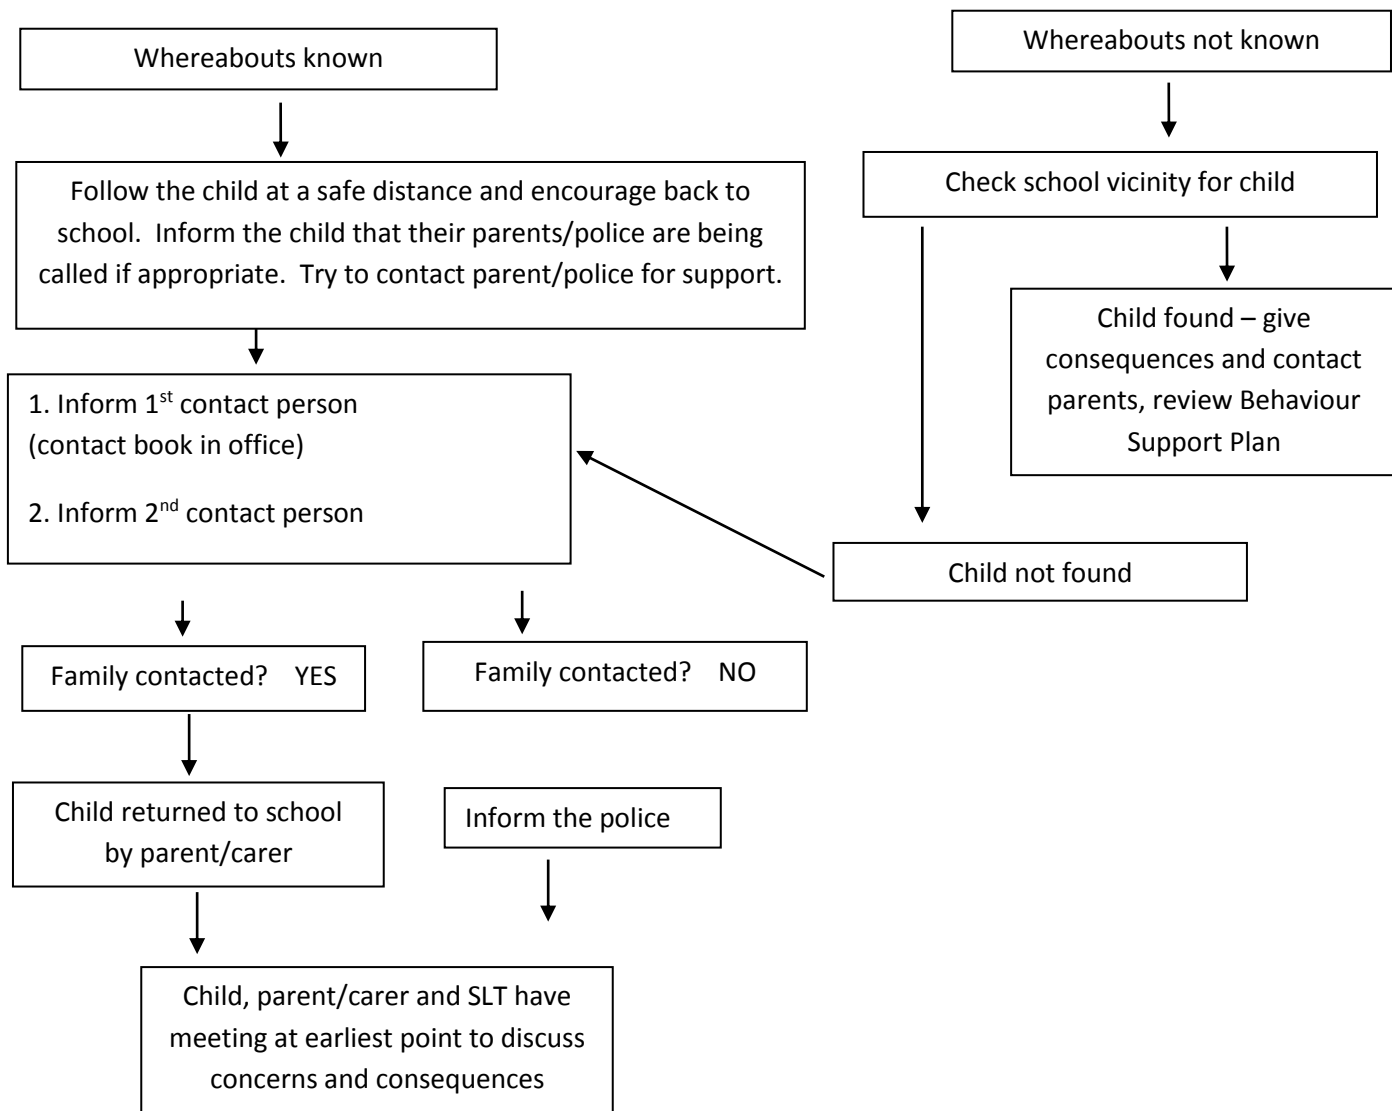 Whereabouts known
Whereabouts not known
Follow the child at a safe distance and encourage back to
school.  Inform the child that their parents/police are being
called if appropriate.  Try to contact parent/police for support.
Check school vicinity for child
Child found – give
consequences and contact
parents, review Behaviour
Support Plan
1. Inform 1st contact person
(contact book in office)
2. Inform 2nd contact person
Child not found
Family contacted?    YES
Family contacted?    NO
Child returned to school
by parent/carer
Inform the police
Child, parent/carer and SLT have
meeting at earliest point to discuss
concerns and consequences